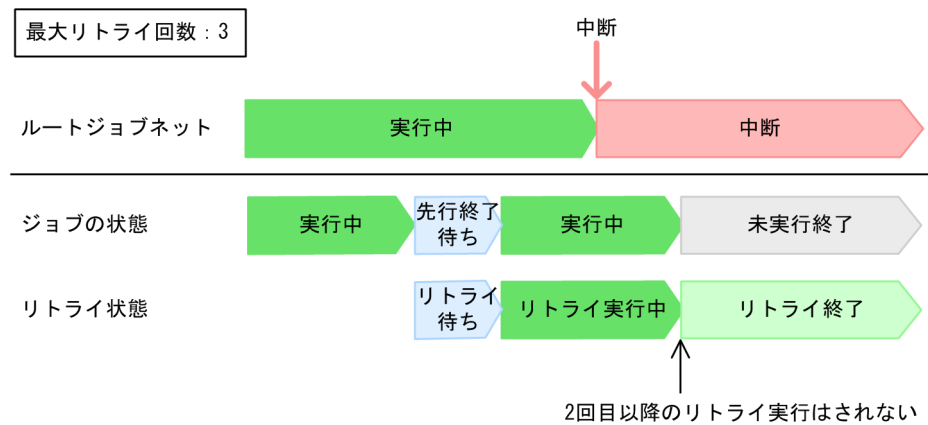 最大リトライ回数：3
中断
ルートジョブネット
実行中
中断
ジョブの状態
実行中
先行終了
待ち
実行中
未実行終了
リトライ状態
リトライ
待ち
リトライ実行中
リトライ終了
2回目以降のリトライ実行はされない